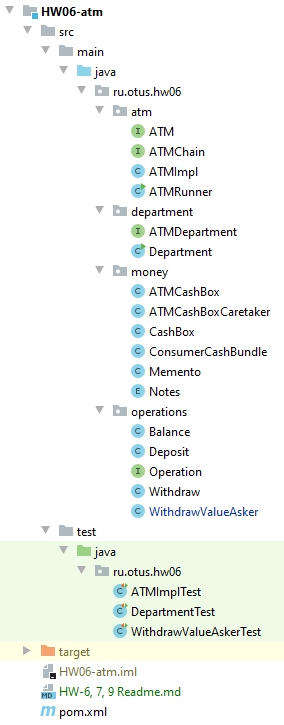 HW06-atm
src
main
java
ru.otus.hw06
atm
ATM
ATMChain
ATMImpl
ATMRunner
department
ATMDepartment
Department
money
ATMCashBox
ATMCashBoxCaretaker
CashBox
ConsumerCashBundle
Memento
Notes
operations
Balance
Deposit
Operation
Withdraw
WithdrawValueAsker
test
java
ru.otus.hw06
ATMImplTest
DepartmentTest
WithdrawValueAskerTest
target
HW06-atm.iml
HW-6, 7, 9 Readme.md
pom.xml